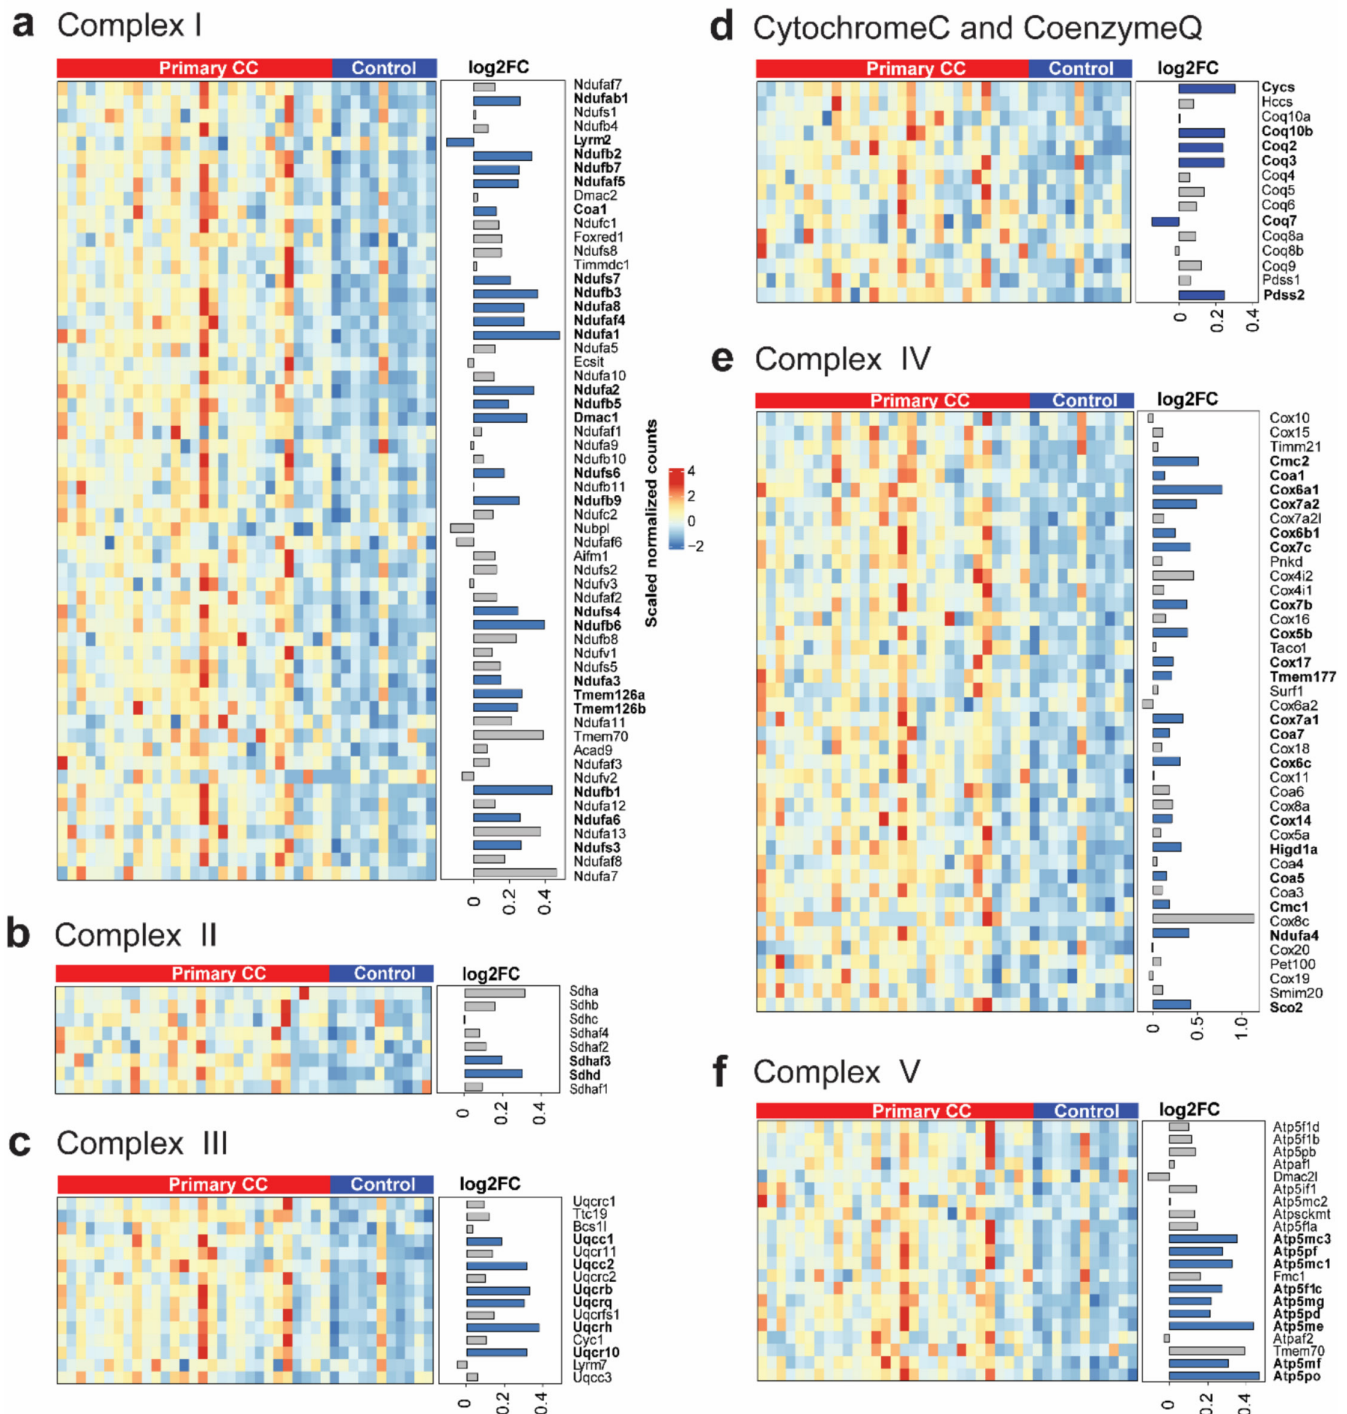 a Complex I
Primary CC Control log2FC
Ndufaf7
Ndufab1
Ndufs1
Ndufb4
Lyrm2
Ndufb2
Ndufb7
Ndufaf5
Dmac2
Coa1
Ndufc1
Foxred1
Ndufs8
Timmdc1
Ndufs7
Ndufb3
Ndufa8
Ndufaf4
Ndufa1
Ndufa5
Ecsit
Ndufa10
Ndufa2
Ndufb5
Dmac1
Ndufaf1
Ndufa9
Ndufb10
Ndufs6
Ndufb11
Ndufb9
Ndufc2
Nubpl
Ndufaf6
Aifm1
Ndufs2
Ndufv3
Ndufaf2
Ndufs4
Ndufb6
Ndufb8
Ndufv1
Ndufs5
Ndufa3
Tmem126a
Tmem126b
Ndufa11
Tmem70
Acad9
Ndufaf3
Ndufv2
Ndufb1
Ndufa12
Ndufa6
Ndufa13
Ndufs3
Ndufaf8
Ndufa7
0 0.2 0.4
Scaled normalized counts
4
2
0
−2
b Complex II
Primary CC Control log2FC
Sdha
Sdhb
Sdhc
Sdhaf4
Sdhaf2
Sdhaf3
Sdhd
Sdhaf1
0 0.2 0.4
c Complex III
Primary CC Control log2FC
Uqcrc1
Ttc19
Bcs1l
Uqcc1
Uqcr11
Uqcc2
Uqcrc2
Uqcrb
Uqcrq
Uqcrfs1
Uqcrh
Cyc1
Uqcr10
Lyrm7
Uqcc3
0 0.2 0.4
d CytochromeC and CoenzymeQ
Primary CC Control log2FC
Cycs
Hccs
Coq10a
Coq10b
Coq2
Coq3
Coq4
Coq5
Coq6
Coq7
Coq8a
Coq8b
Coq9
Pdss1
Pdss2
0 0.2 0.4
e Complex IV
Primary CC Control log2FC
Cox10
Cox15
Timm21
Cmc2
Coa1
Cox6a1
Cox7a2
Cox7a2l
Cox6b1
Cox7c
Pnkd
Cox4i2
Cox4i1
Cox7b
Cox16
Cox5b
Taco1
Cox17
Tmem177
Surf1
Cox6a2
Cox7a1
Coa7
Cox18
Cox6c
Cox11
Coa6
Cox8a
Cox14
Cox5a
Higd1a
Coa4
Coa5
Coa3
Cmc1
Cox8c
Ndufa4
Cox20
Pet100
Cox19
Smim20
Sco2
0 0.5 1.0
f Complex V
Primary CC Control log2FC
Atp5f1d
Atp5f1b
Atp5pb
Atpaf1
Dmac2l
Atp5if1
Atp5mc2
Atpsckmt
Atp5f1a
Atp5mc3
Atp5pf
Atp5mc1
Fmc1
Atp5f1c
Atp5mg
Atp5pd
Atp5me
Atpaf2
Tmem70
Atp5mf
Atp5po
0 0.2 0.4